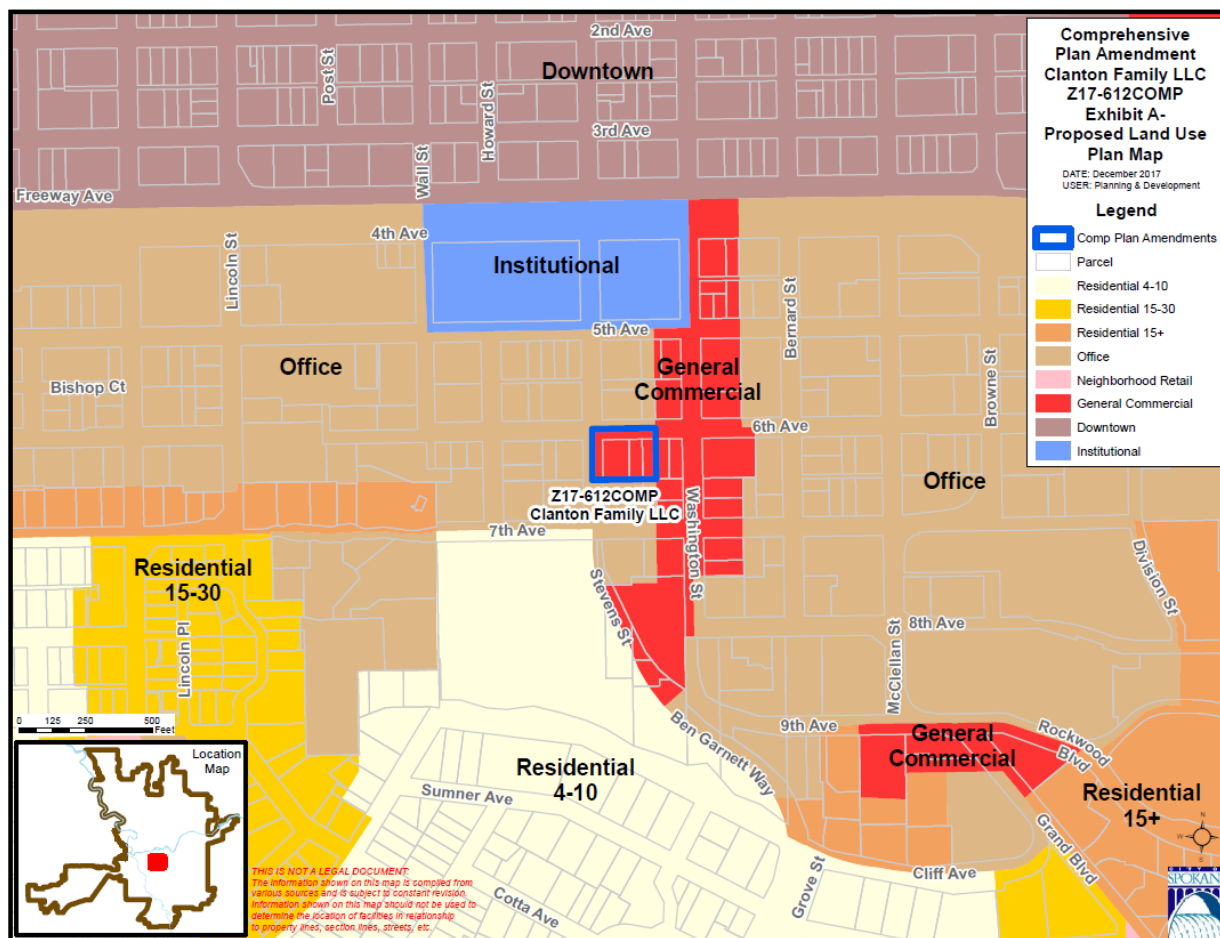 2nd Ave
Downtown
Post St
Howard St
3rd Ave
Wall St
Freeway Ave
4th Ave
Lincoln St
Institutional
5th Ave
Bernard St
Office
General
Commercial
Bishop Ct
Browne St
6th Ave
Office
Z17-612COMP
Clanton Family LLC
Washington St
7th Ave
Residential
15-30
Stevens St
Division St
Lincoln Pl
8th Ave
McClellan St
Ben Garnett Way
9th Ave
General
Commercial
Rockwood
Blvd
Residential
4-10
Sumner Ave
Residential
15+
Grand Blvd
Cliff Ave
Grove St
Cotta Ave
Comprehensive
Plan Amendment
Clanton Family LLC
Z17-612COMP
Exhibit A-
Proposed Land Use
Plan Map
DATE: December 2017
USER: Planning & Development
Legend
Comp Plan Amendments
Parcel
Residential 4-10
Residential 15-30
Residential 15+
Office
Neighborhood Retail
General Commercial
Downtown
Institutional
0 125 250 500
Feet
Location
Map
THIS IS NOT A LEGAL DOCUMENT:
The information shown on this map is compiled from
various sources and is subject to constant revision.
Information shown on this map should not be used to
determine the location of facilities in relationship
to property lines, section lines, streets, etc.
N
W
E
S
CITY OF
SPOKANE